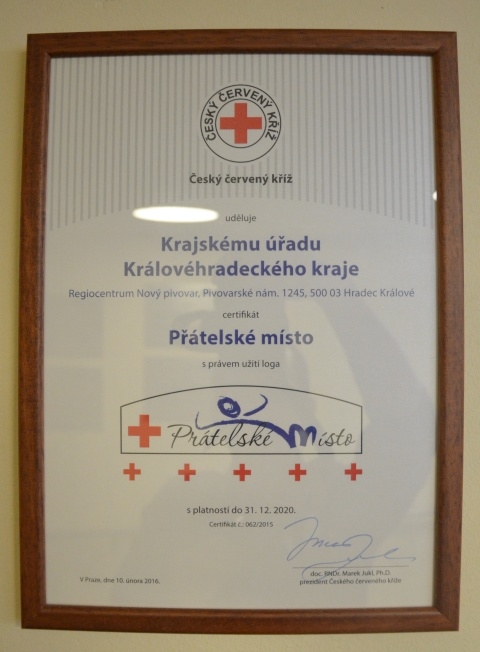 ČESKÝ ČERVENÝ KŘÍŽ
Český červený kříž
uděluje
Krajskému úřadu
Královéhradeckého kraje
Regiocentrum Nový pivovar, Pivovarské nám. 1245, 500 03 Hradec Králové
certifikát
Přátelské místo
s právem užití loga
Přátelské Místo
s platností do 31. 12. 2020.
Certifikát č.: 062/2015
doc. RNDr. Marek Jukl, Ph.D.
V Praze, dne 10. února 2016.
prezident Českého červeného kříže